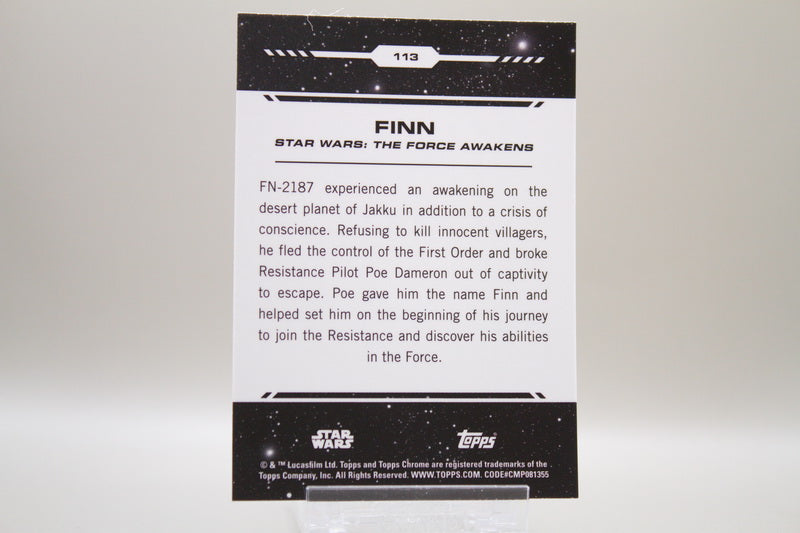 113
FINN
STAR WARS: THE FORCE AWAKENS
FN-2187 experienced an awakening on the
desert planet of Jakku in addition to a crisis of
conscience. Refusing to kill innocent villagers,
he fled the control of the First Order and broke
Resistance Pilot Poe Dameron out of captivity
to escape. Poe gave him the name Finn and
helped set him on the beginning of his journey
to join the Resistance and discover his abilities
in the Force.
STAR WARS
Topps
© & ™ Lucasfilm Ltd. Topps and Topps Chrome are registered trademarks of the
Topps Company, Inc. All Rights Reserved. WWW.TOPPS.COM. CODE#CMP081355